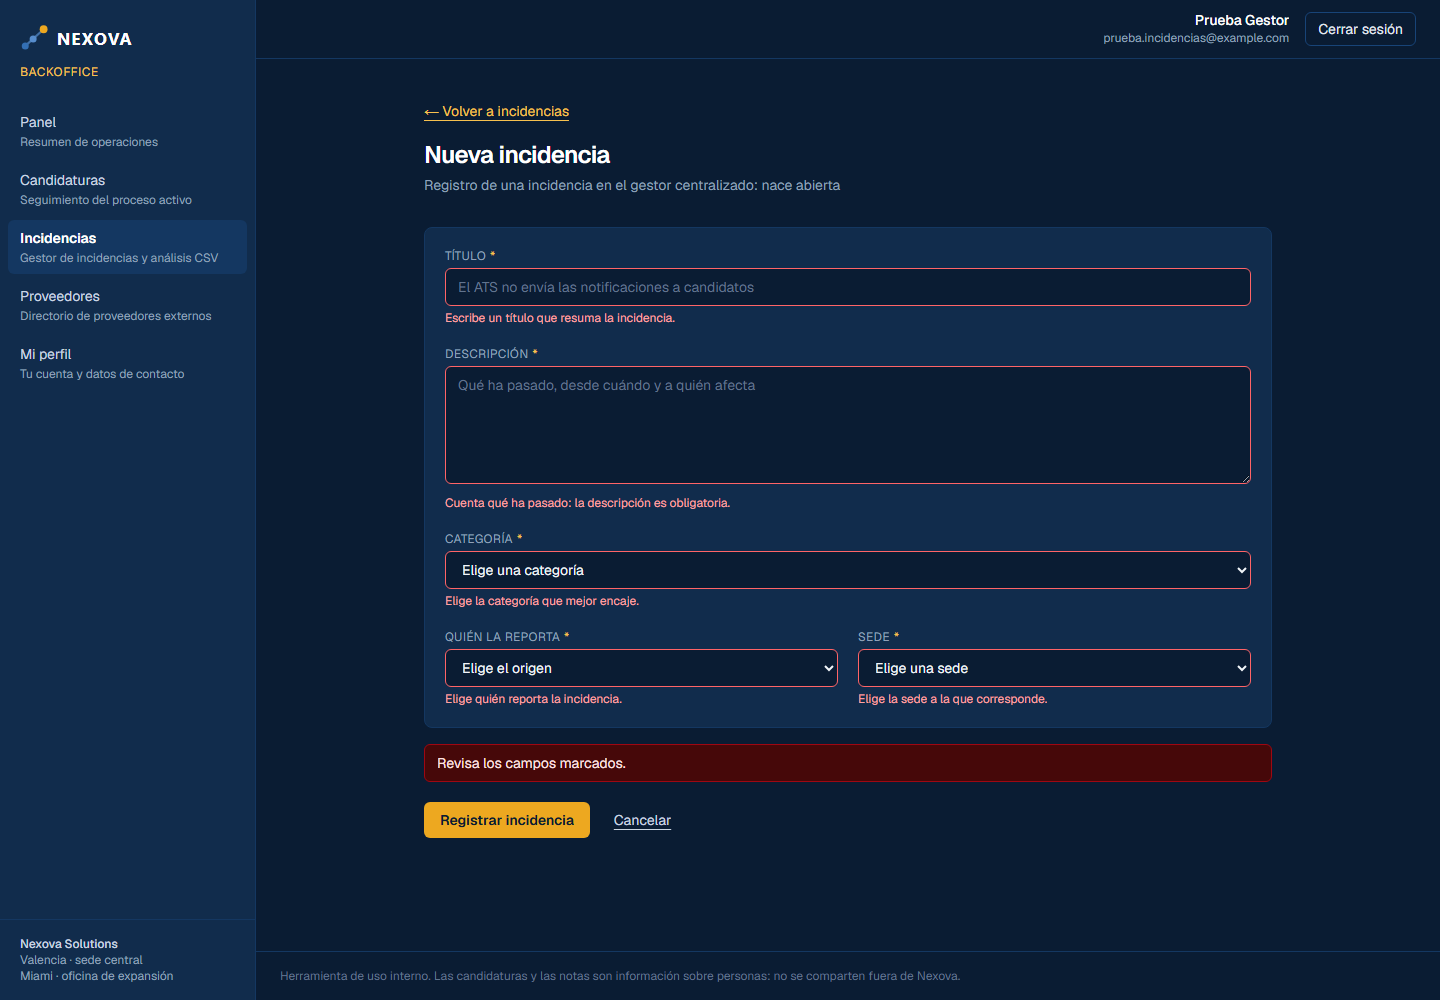 NEXOVA
BACKOFFICE
Panel
Resumen de operaciones
Candidaturas
Seguimiento del proceso activo
Incidencias
Gestor de incidencias y análisis CSV
Proveedores
Directorio de proveedores externos
Mi perfil
Tu cuenta y datos de contacto
Nexova Solutions
Valencia · sede central
Miami · oficina de expansión
Prueba Gestor
prueba.incidencias@example.com
Cerrar sesión
← Volver a incidencias
Nueva incidencia
Registro de una incidencia en el gestor centralizado: nace abierta
TÍTULO *
El ATS no envía las notificaciones a candidatos
Escribe un título que resuma la incidencia.
DESCRIPCIÓN *
Qué ha pasado, desde cuándo y a quién afecta
Cuenta qué ha pasado: la descripción es obligatoria.
CATEGORÍA *
Elige una categoría
Elige la categoría que mejor encaje.
QUIÉN LA REPORTA *
Elige el origen
Elige quién reporta la incidencia.
SEDE *
Elige una sede
Elige la sede a la que corresponde.
Revisa los campos marcados.
Registrar incidencia
Cancelar
Herramienta de uso interno. Las candidaturas y las notas son información sobre personas: no se comparten fuera de Nexova.